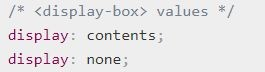 /* <display-box> values */
display: contents;
display: none;